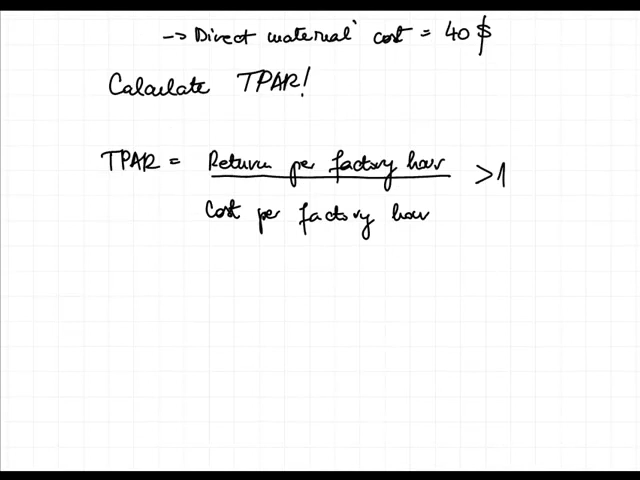 -> Direct material cost = 40 $
Calculate TPAR!
TPAR = Return per factory hour > 1
Cost per factory hour